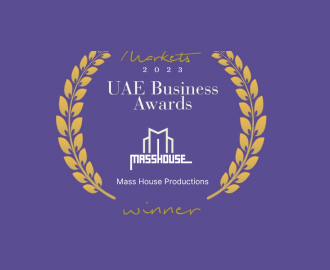 Markets
2023
UAE Business
Awards
MASSHOUSE
Mass House Productions
winner